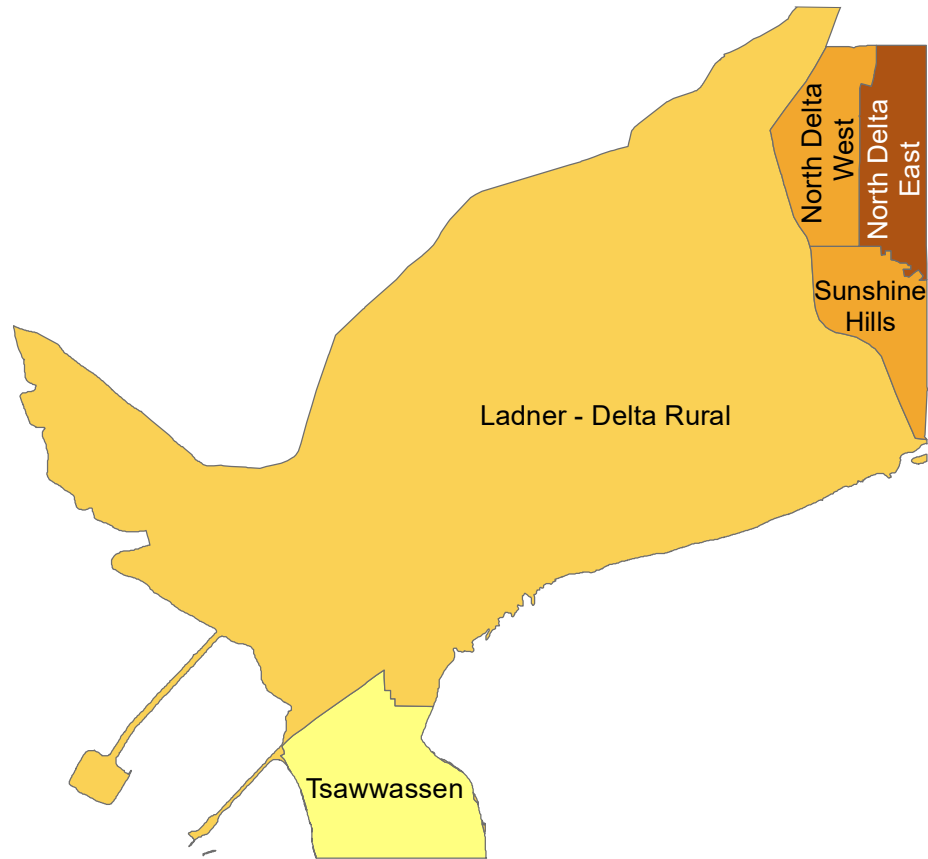 North Delta
West
North Delta
East
Sunshine
Hills
Ladner - Delta Rural
Tsawwassen